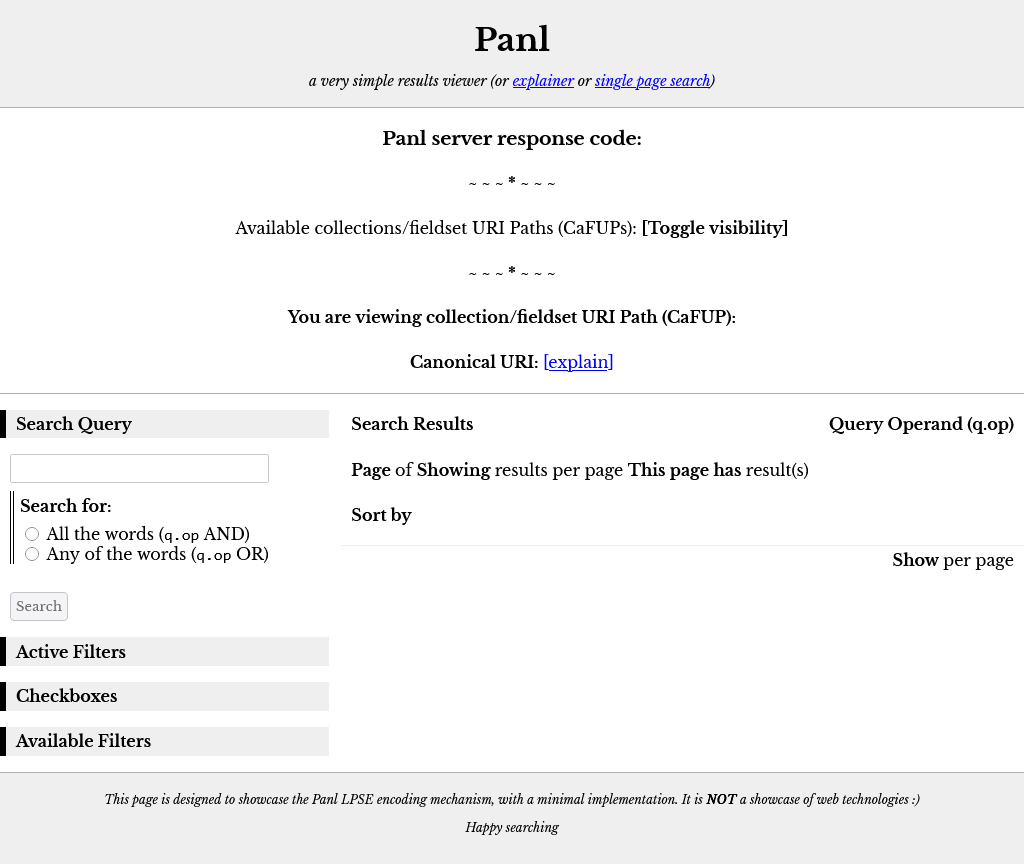 Panl
a very simple results viewer (or explainer or single page search)
Panl server response code:
~ ~ ~ * ~ ~ ~
Available collections/fieldset URI Paths (CaFUPs): [Toggle visibility]
~ ~ ~ * ~ ~ ~
You are viewing collection/fieldset URI Path (CaFUP):
Canonical URI: [explain]
Search Query
Search for:
All the words (q.op AND)
Any of the words (q.op OR)
Search
Active Filters
Checkboxes
Available Filters
Search Results
Query Operand (q.op)
Page of Showing results per page This page has result(s)
Sort by
Show per page
This page is designed to showcase the Panl LPSE encoding mechanism, with a minimal implementation. It is NOT a showcase of web technologies :)
Happy searching